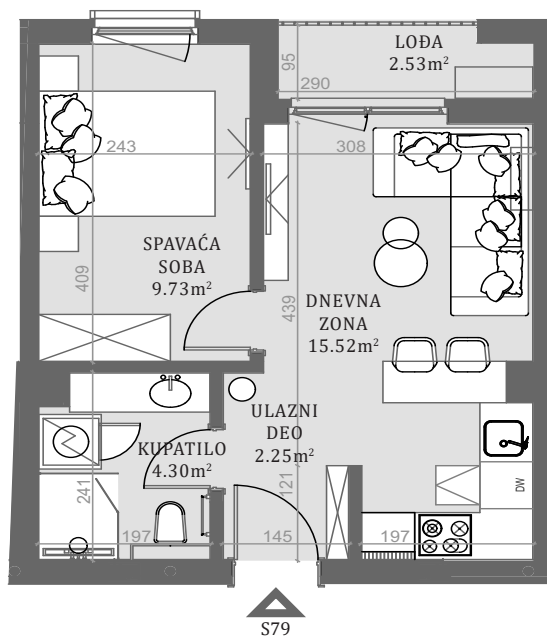 LOĐA
2.53m²
95
290
243
308
SPAVAĆA
SOBA
9.73m²
409
439
DNEVNA
ZONA
15.52m²
ULAZNI
DEO
2.25m²
KUPATILO
4.30m²
241
121
DW
197
145
197
S79